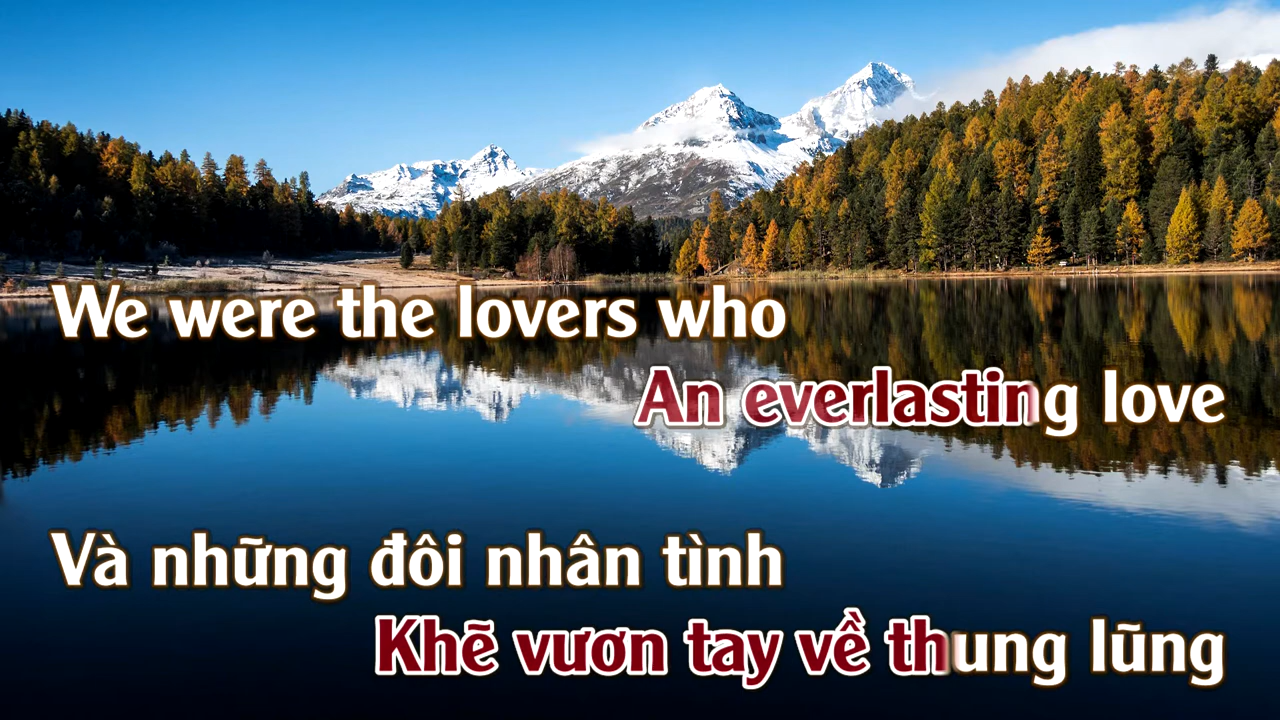 We were the lovers who
An everlasting love
Và những đôi nhân tình
Khẽ vươn tay về thung lũng